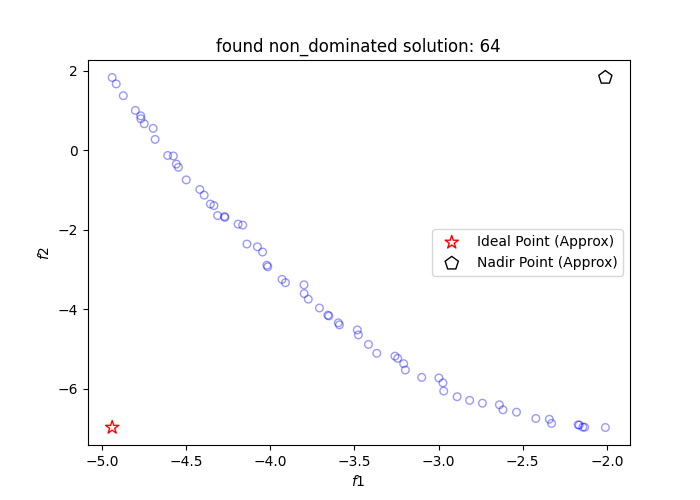 found non_dominated solution: 64
2
0
−2
−4
−6
f2
Ideal Point (Approx)
Nadir Point (Approx)
−5.0
−4.5
−4.0
−3.5
−3.0
−2.5
−2.0
f1